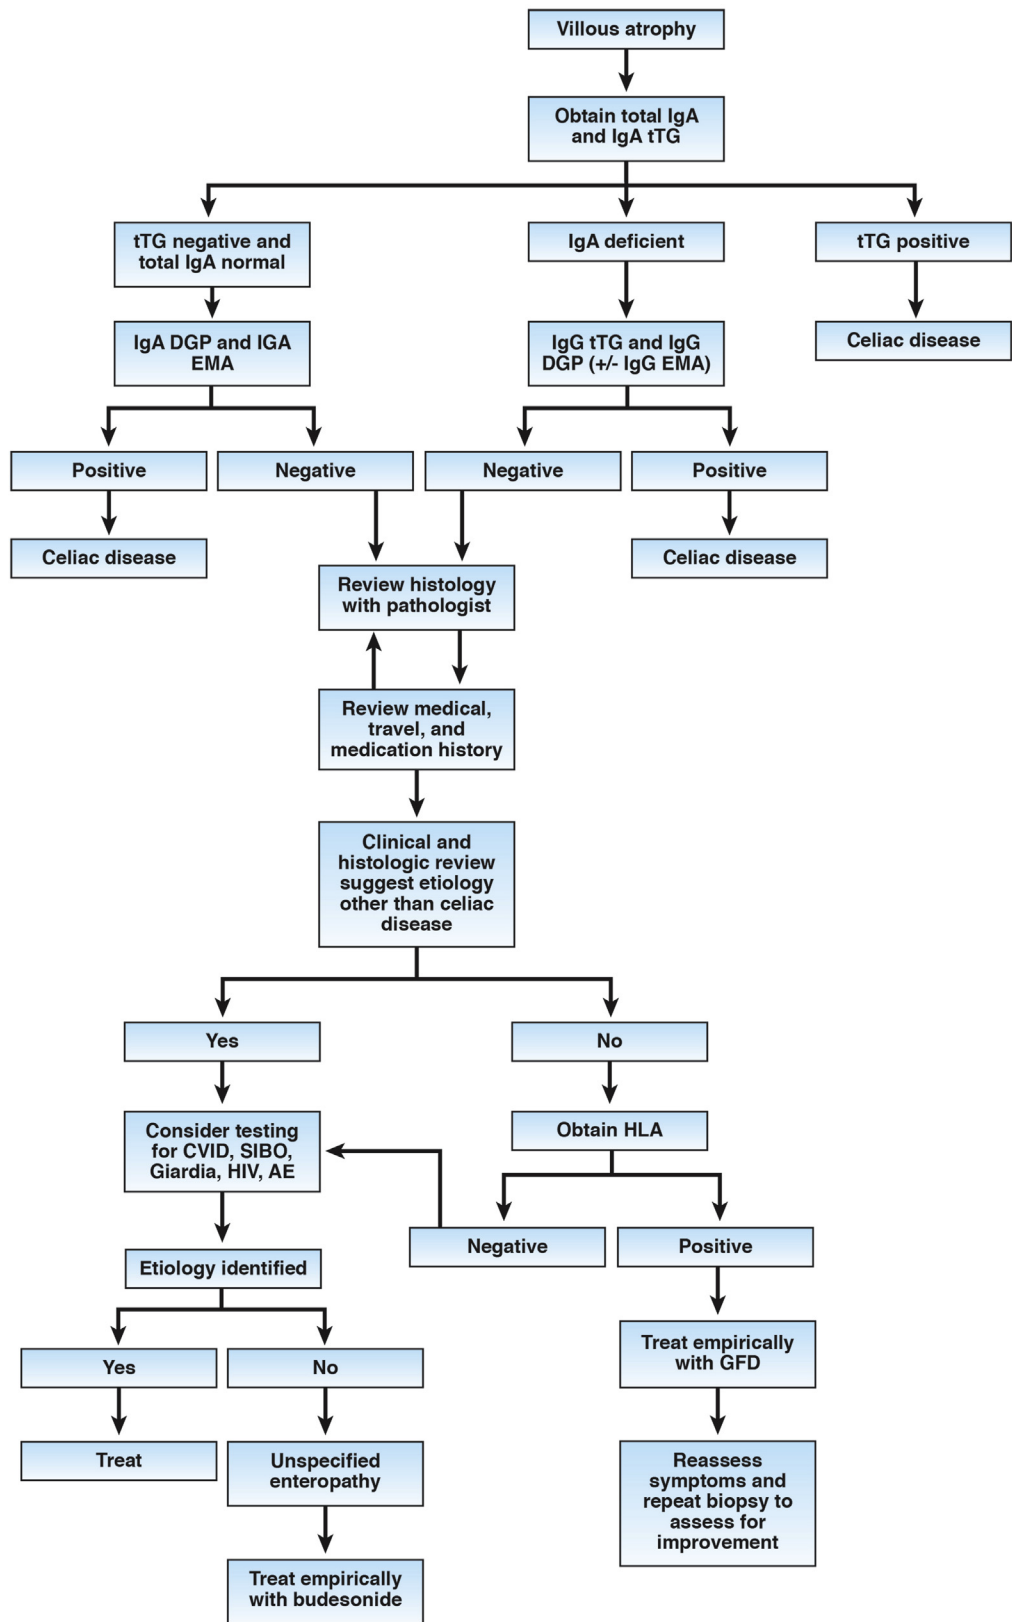 Villous atrophy
Obtain total IgA
and IgA tTG
tTG negative and
total IgA normal
IgA deficient
tTG positive
IgA DGP and IGA
EMA
IgG tTG and IgG
DGP (+/- IgG EMA)
Celiac disease
Positive
Negative
Negative
Positive
Celiac disease
Celiac disease
Review histology
with pathologist
Review medical,
travel, and
medication history
Clinical and
histologic review
suggest etiology
other than celiac
disease
Yes
No
Consider testing
for CVID, SIBO,
Giardia, HIV, AE
Obtain HLA
Negative
Positive
Etiology identified
Treat empirically
with GFD
Yes
No
Treat
Unspecified
enteropathy
Reassess
symptoms and
repeat biopsy to
assess for
improvement
Treat empirically
with budesonide